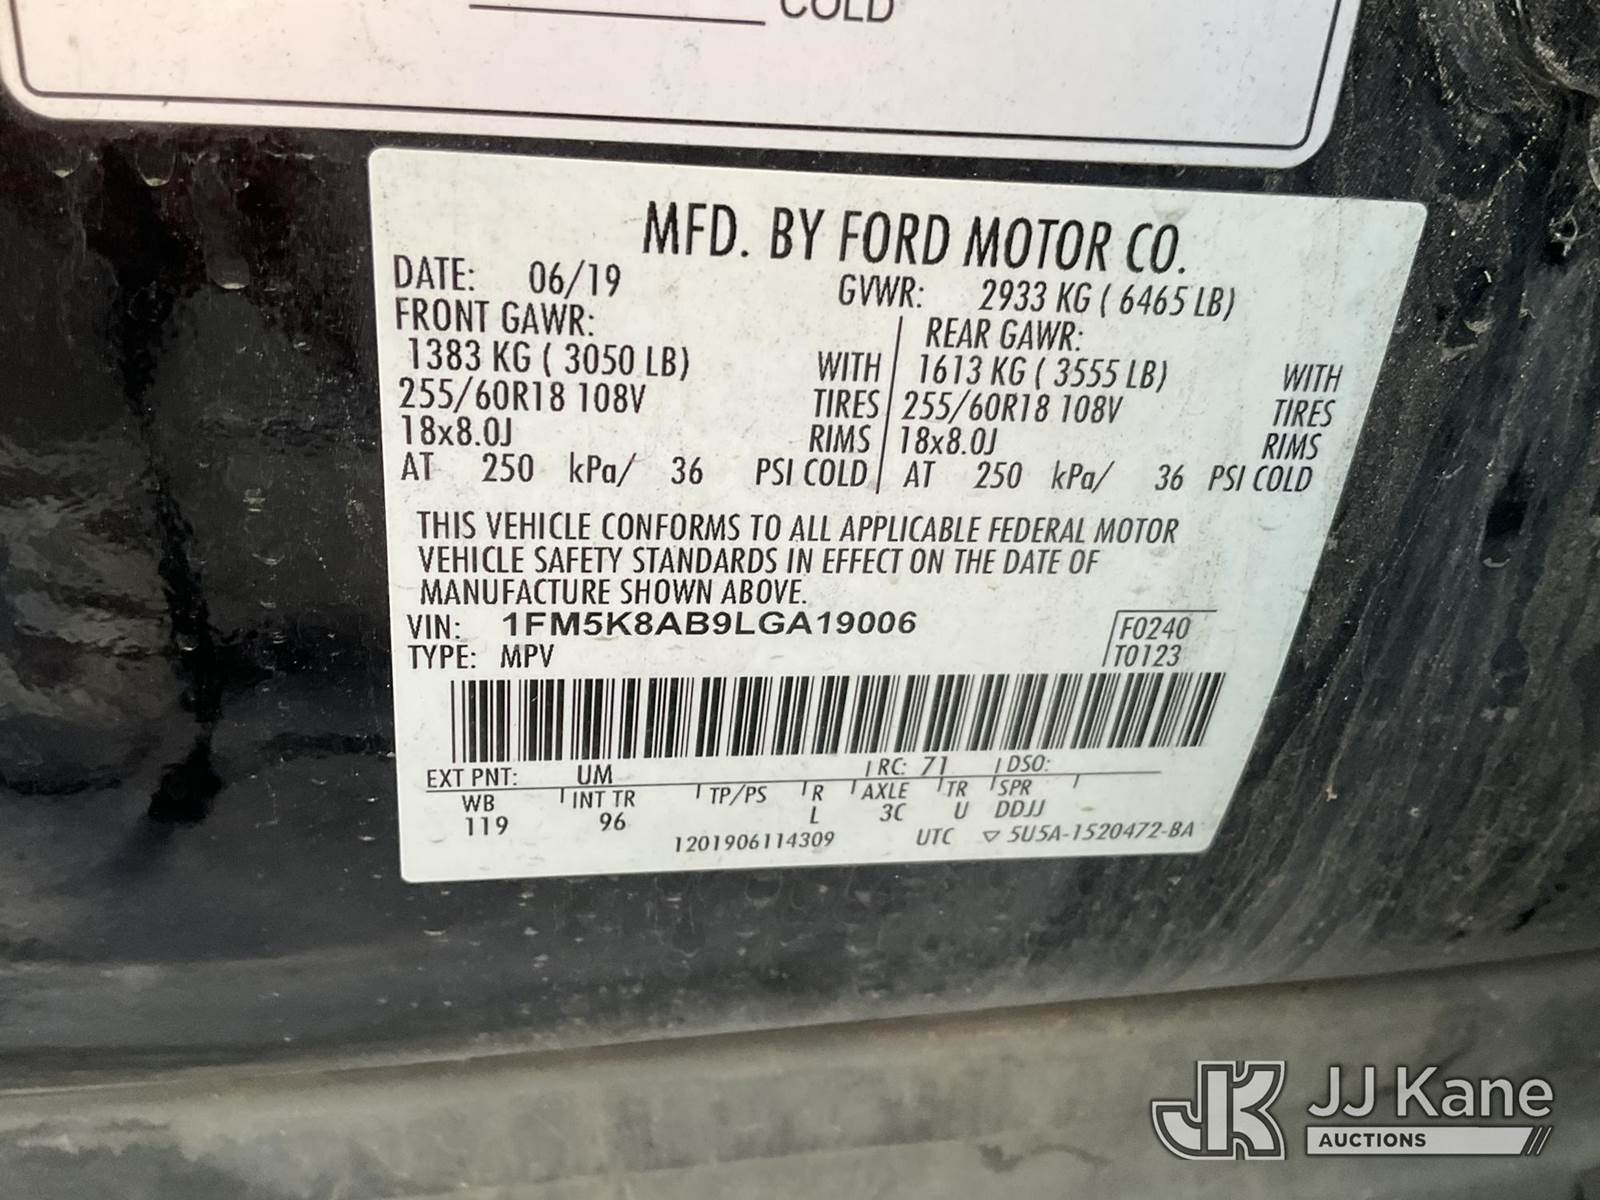 COLD
MFD. BY FORD MOTOR CO.
DATE: 06/19 GVWR: 2933 KG ( 6465 LB)
FRONT GAWR: REAR GAWR:
1383 KG ( 3050 LB) WITH 1613 KG ( 3555 LB) WITH
255/60R18 108V TIRES 255/60R18 108V TIRES
18x8.0J RIMS 18x8.0J RIMS
AT 250 kPa/ 36 PSI COLD AT 250 kPa/ 36 PSI COLD
THIS VEHICLE CONFORMS TO ALL APPLICABLE FEDERAL MOTOR
VEHICLE SAFETY STANDARDS IN EFFECT ON THE DATE OF
MANUFACTURE SHOWN ABOVE.
VIN: 1FM5K8AB9LGA19006 F0240
TYPE: MPV T0123
EXT PNT: UM RC: 71 DSO:
WB INT TR TP/PS R AXLE TR SPR
119 96 L 3C U DDJJ
1201906114309 UTC ▽ 5U5A-1520472-BA
JK JJ Kane
AUCTIONS